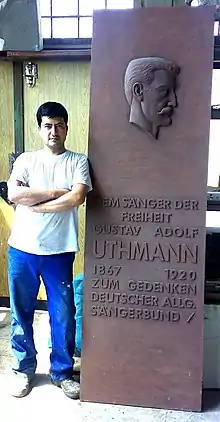 DEM SÄNGER DER
FREIHEIT
GUSTAV ADOLF
UTHMANN
1867 1920
ZUM GEDENKEN
DEUTSCHER ALLG.
SÄNGERBUND /